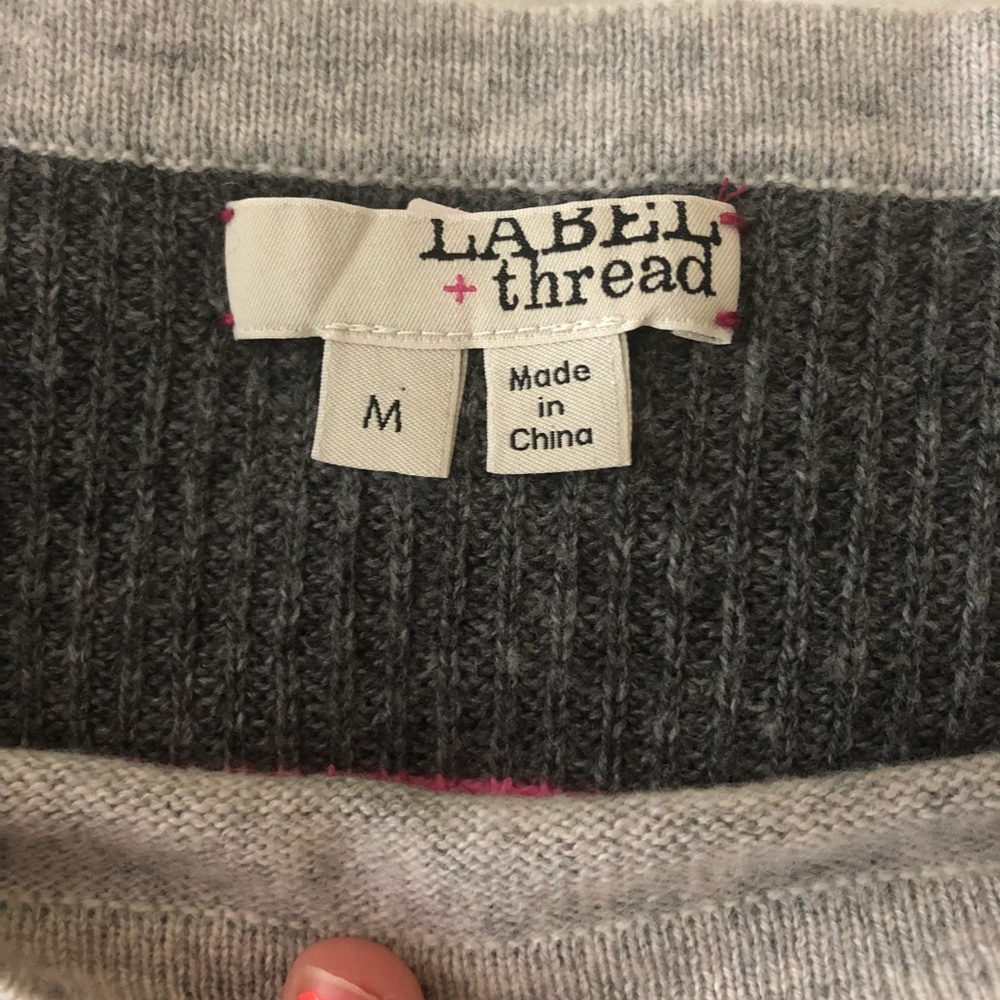 LABEL
+ thread
M
Made
in
China